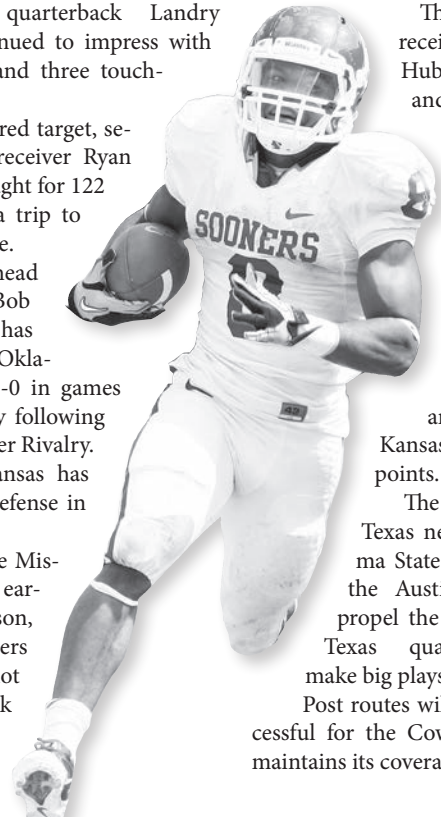 quarterback Landry
nued to impress with
and three touch-
red target, se-
receiver Ryan
ght for 122
a trip to
e.
head
Bob
has
Okla-
-0 in games
y following
er Rivalry.
ansas has
efense in
e Mis-
ear-
son,
ers
ot
k
SOONERS
42
Th
recei
Hub
and
ar
Kansas
points.
The
Texas ne
ma State
the Austi
propel the
Texas qua
make big plays
Post routes wil
cessful for the Cow
maintains its covera